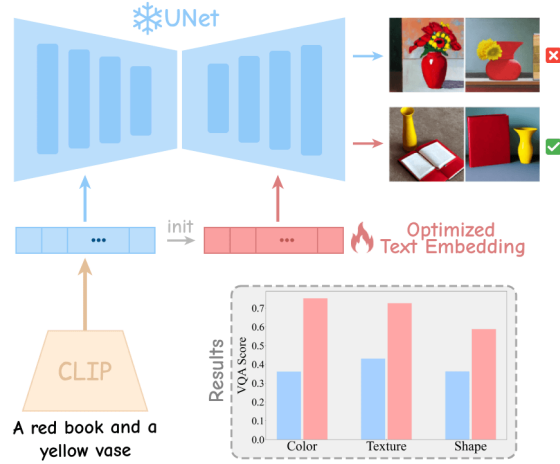 UNet
init
Optimized
Text Embedding
CLIP
A red book and a
yellow vase
Results
VQA Score
0.7
0.6
0.5
0.4
0.3
0.2
0.1
0.0
Color Texture Shape